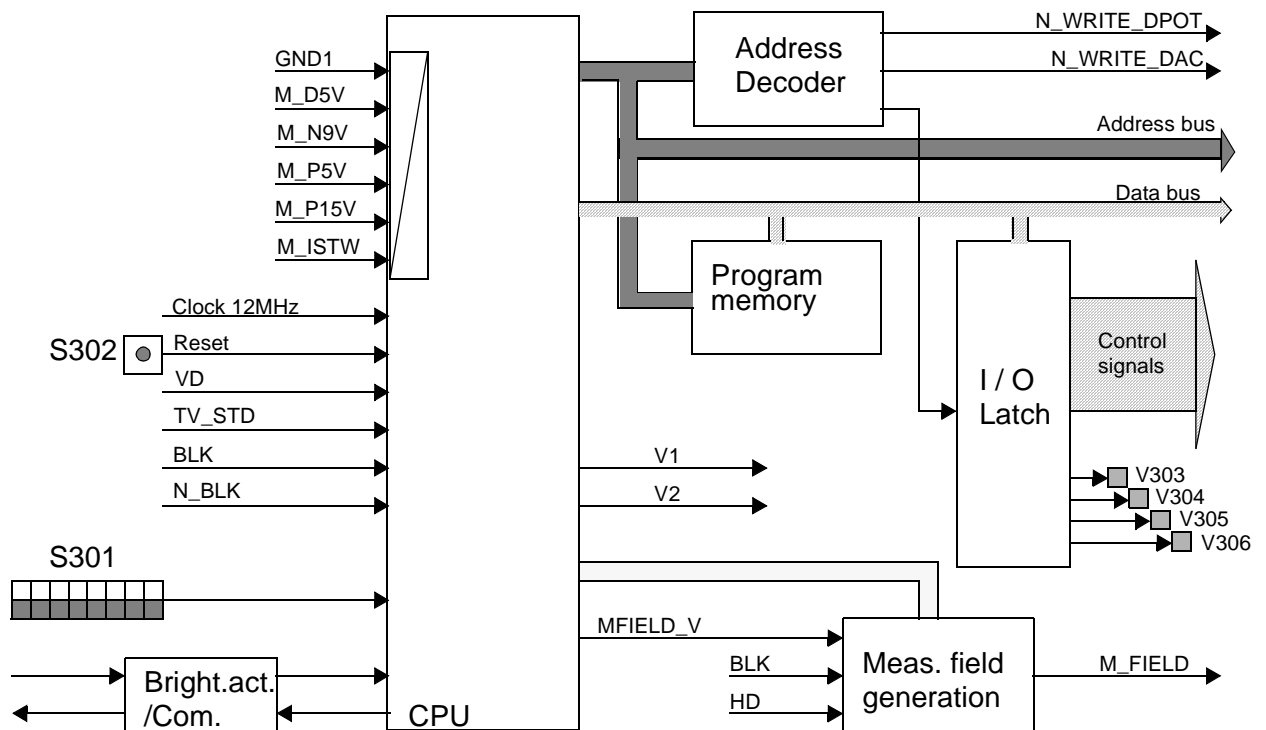 GND1
M_D5V
M_N9V
M_P5V
M_P15V
M_ISTW
Clock 12MHz
S302
Reset
VD
TV_STD
BLK
N_BLK
S301
Bright.act.
/Com.
CPU
Address
Decoder
N_WRITE_DPOT
N_WRITE_DAC
Address bus
Data bus
Program
memory
I / O
Latch
Control
signals
V303
V304
V305
V306
V1
V2
MFIELD_V
BLK
HD
Meas. field
generation
M_FIELD